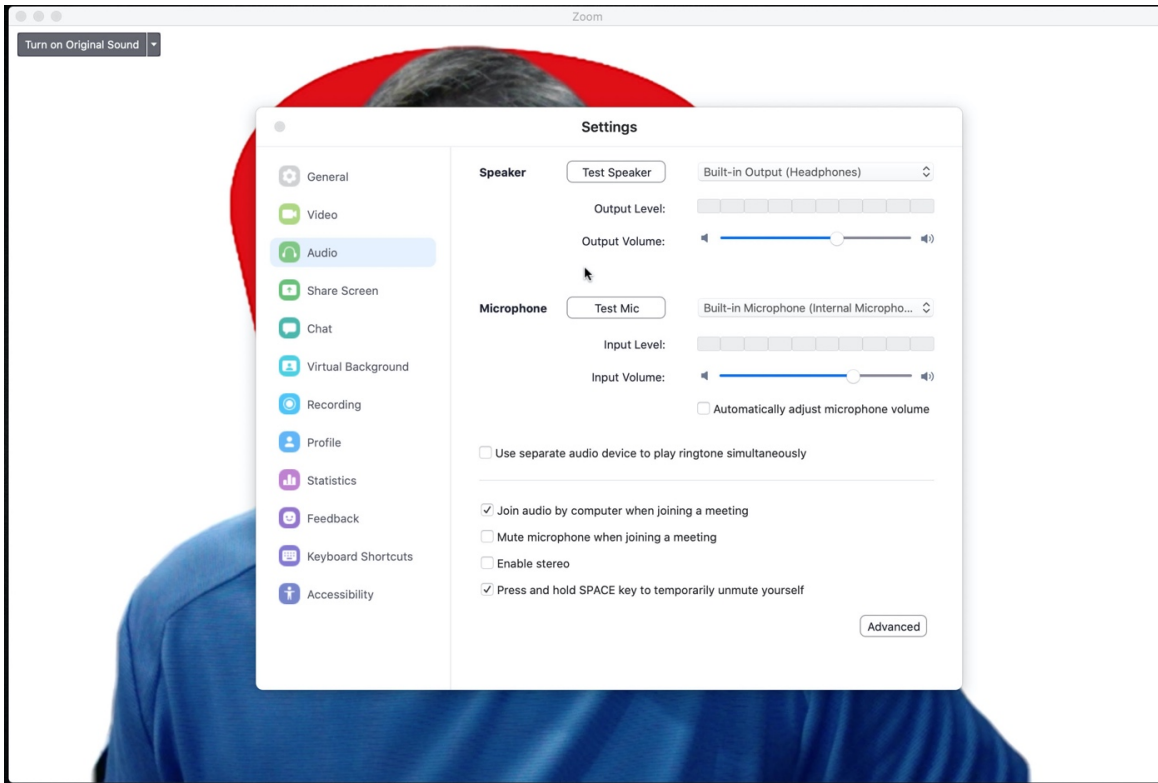 Zoom
Turn on Original Sound
Settings
General
Video
Audio
Share Screen
Chat
Virtual Background
Recording
Profile
Statistics
Feedback
Keyboard Shortcuts
Accessibility
Speaker Test Speaker Built-in Output (Headphones)
Output Level:
Output Volume:
Microphone Test Mic Built-in Microphone (Internal Micropho...
Input Level:
Input Volume:
Automatically adjust microphone volume
Use separate audio device to play ringtone simultaneously
Join audio by computer when joining a meeting
Mute microphone when joining a meeting
Enable stereo
Press and hold SPACE key to temporarily unmute yourself
Advanced